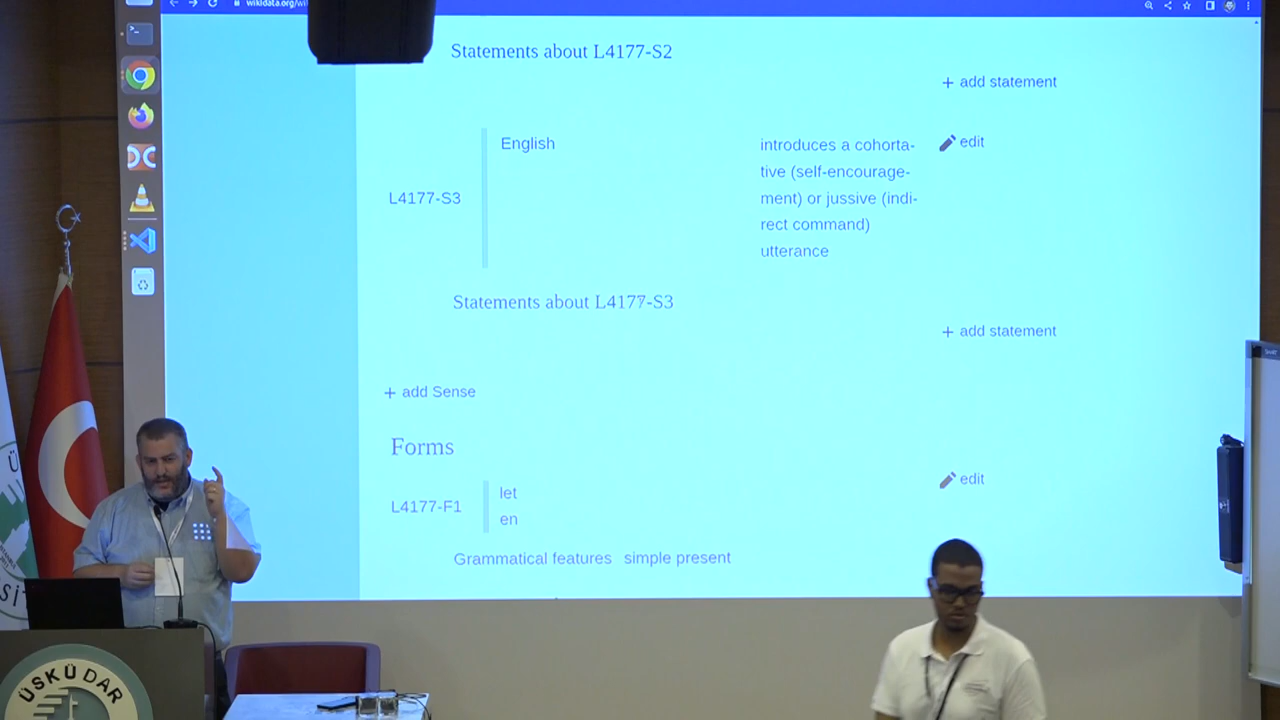 wikidata.org/wi
Statements about L4177-S2
+ add statement
English
introduces a cohorta-
tive (self-encourage-
ment) or jussive (indi-
rect command)
utterance
edit
L4177-S3
Statements about L4177-S3
+ add statement
+ add Sense
Forms
L4177-F1
let
en
edit
Grammatical features simple present
ÜSKÜDAR